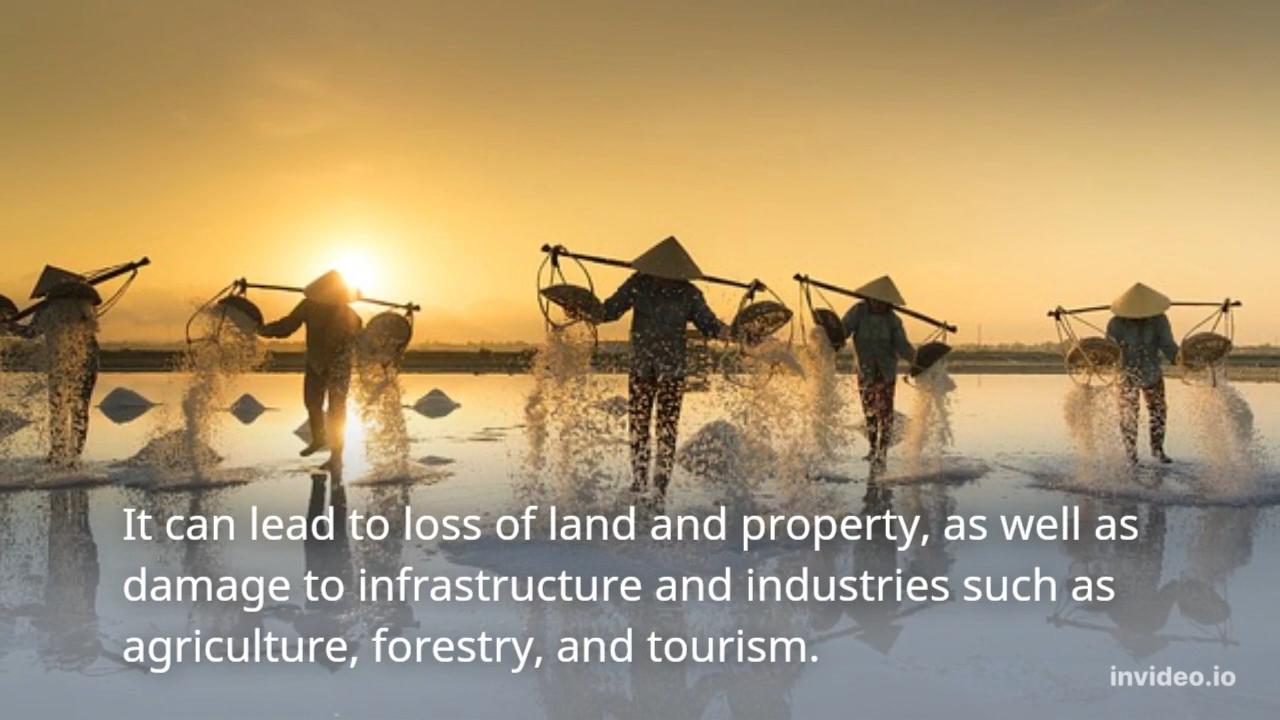 It can lead to loss of land and property, as well as
damage to infrastructure and industries such as
agriculture, forestry, and tourism.
invideo.io